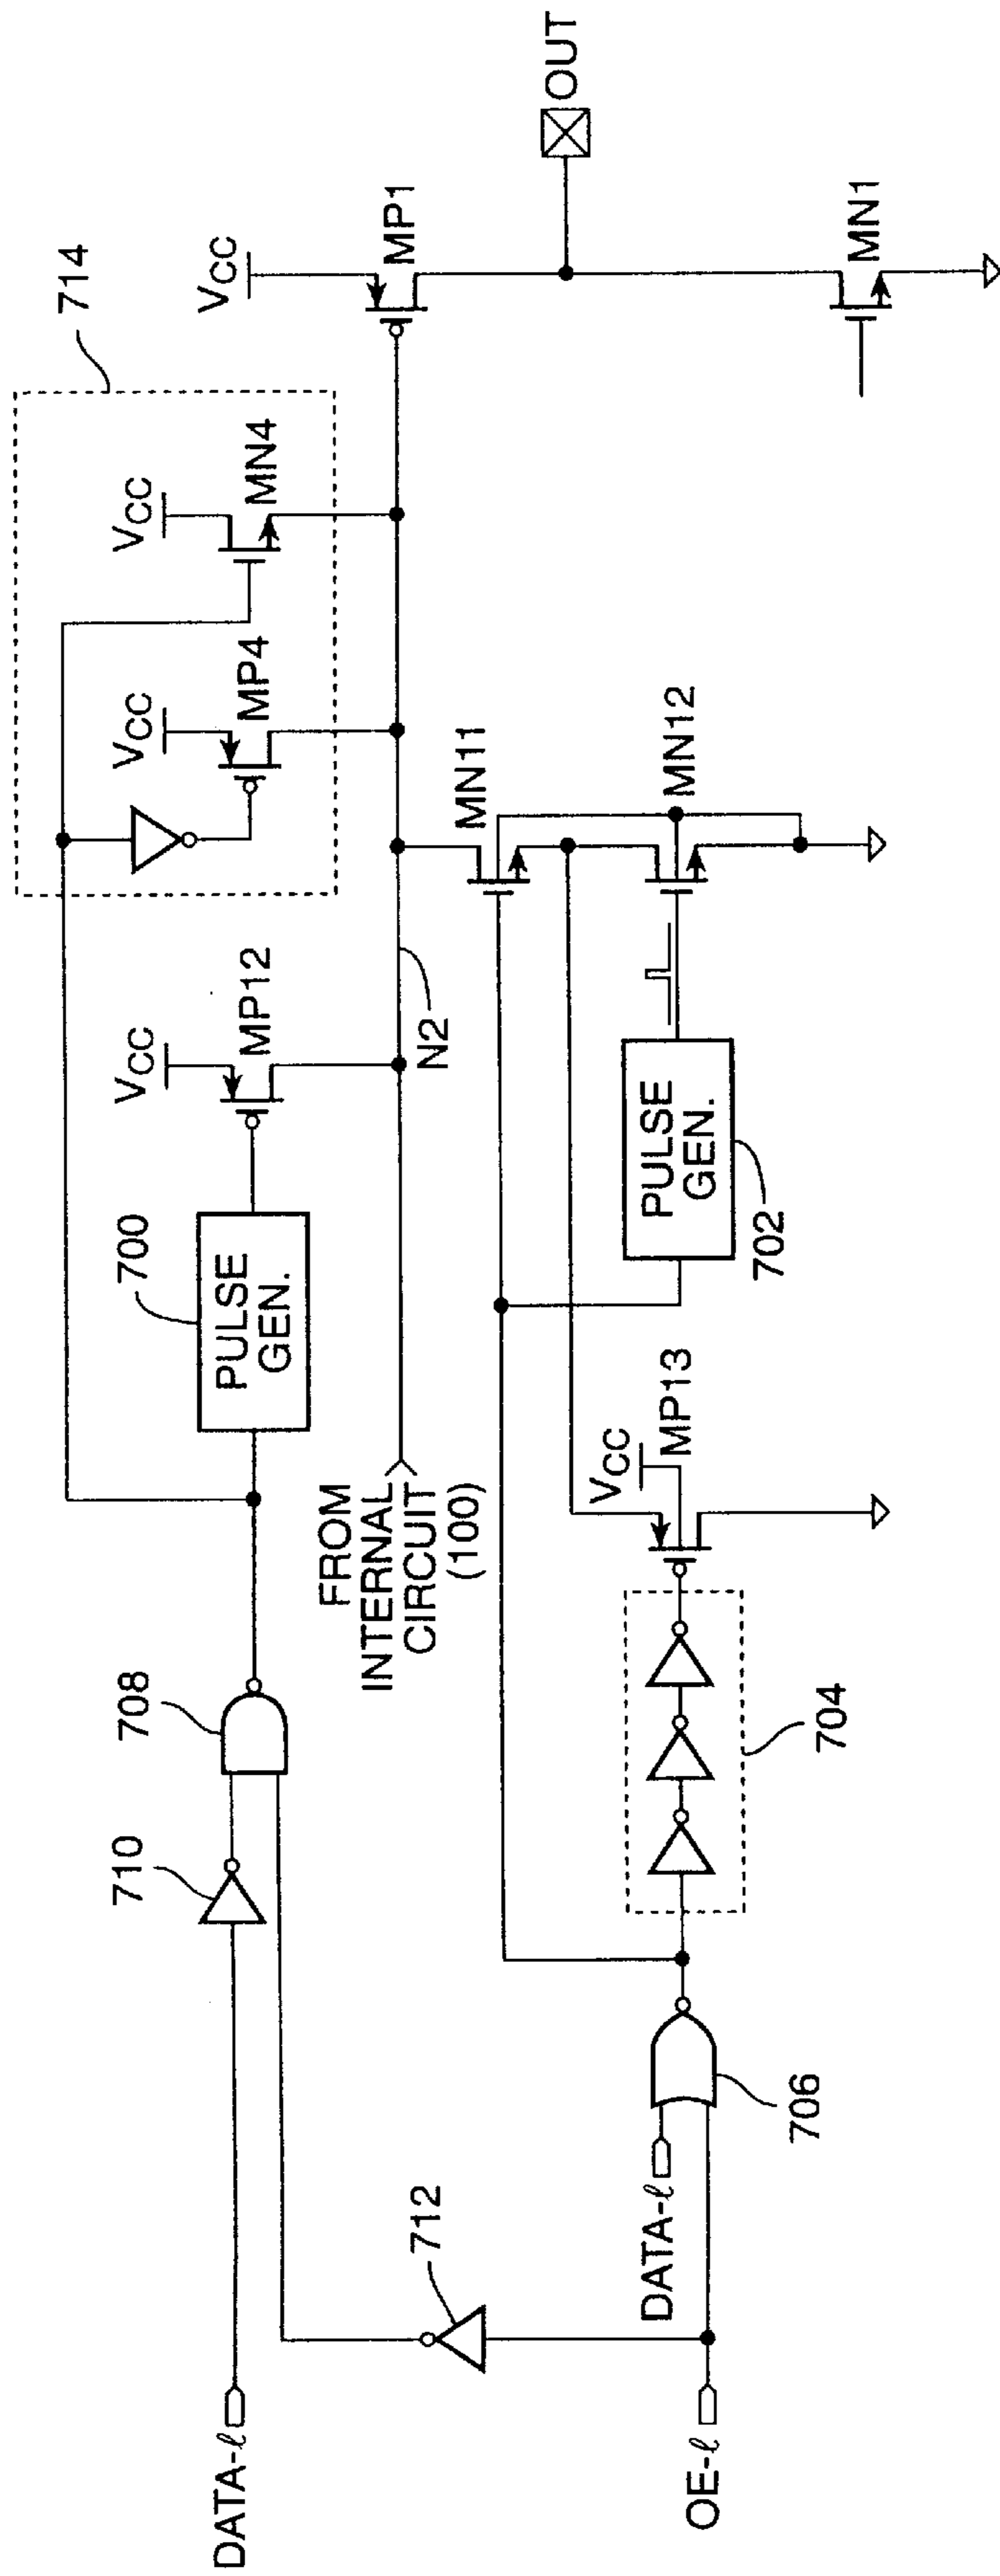 DATA-ℓ
710
708
PULSE
GEN.
700
VCC
MP12
VCC
MP4
VCC
MN4
714
VCC
MP1
OUT
MN1
FROM
INTERNAL
CIRCUIT
(100)
N2
MN11
MN12
PULSE
GEN.
702
VCC
MP13
704
706
DATA-ℓ
712
OE-ℓ